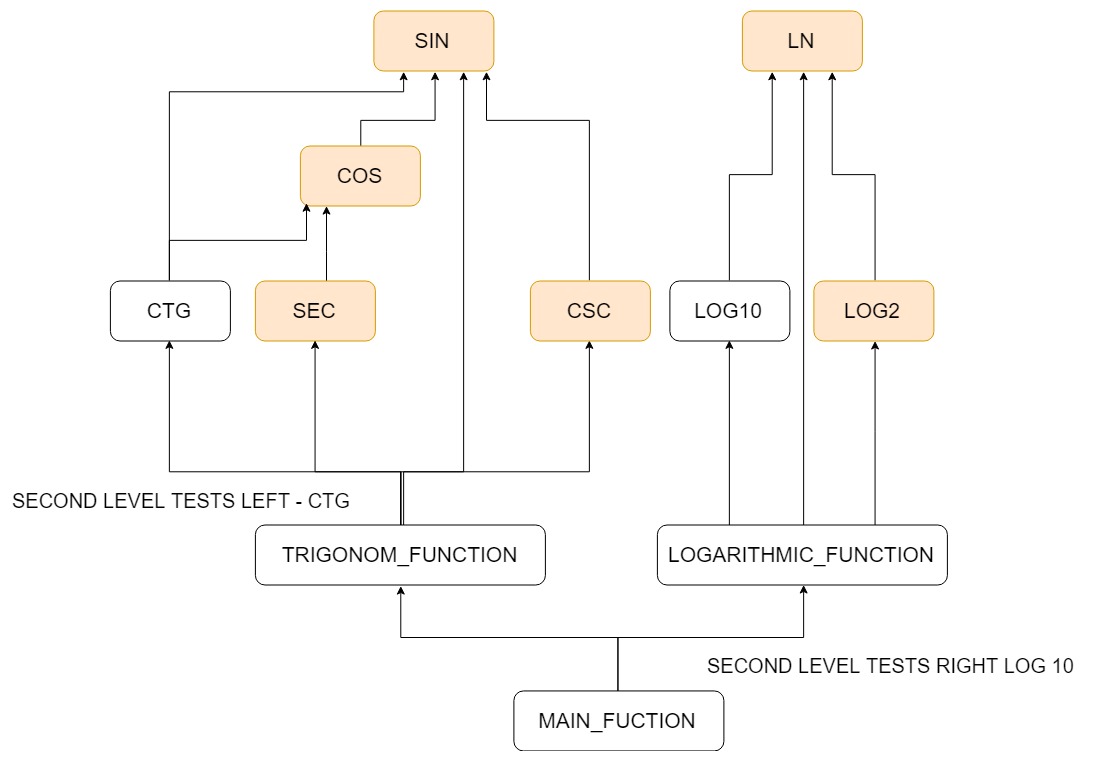 SIN
LN
COS
CTG
SEC
CSC
LOG10
LOG2
SECOND LEVEL TESTS LEFT - CTG
TRIGONOM_FUNCTION
LOGARITHMIC_FUNCTION
SECOND LEVEL TESTS RIGHT LOG 10
MAIN_FUCTION